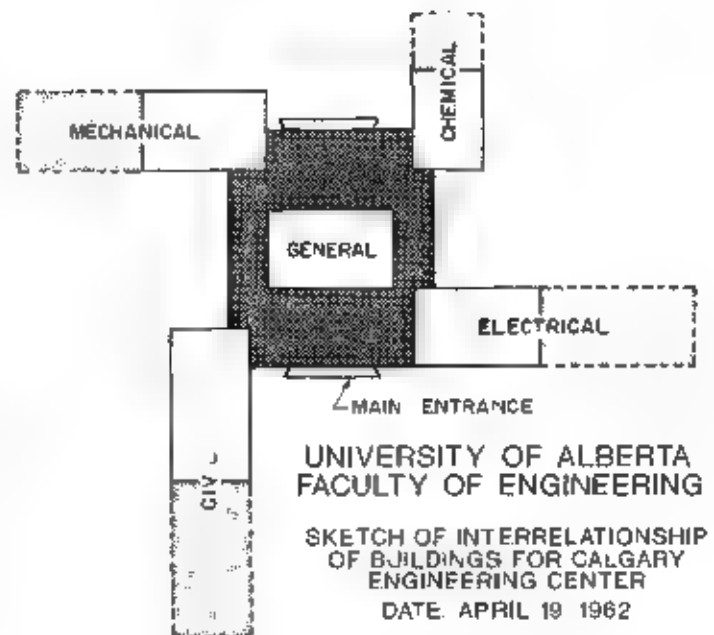 MECHANICAL
CHEMICAL
GENERAL
ELECTRICAL
MAIN ENTRANCE
UNIVERSITY OF ALBERTA
FACULTY OF ENGINEERING
SKETCH OF INTERRELATIONSHIP
OF BUILDINGS FOR CALGARY
ENGINEERING CENTER
DATE. APRIL 19 1962